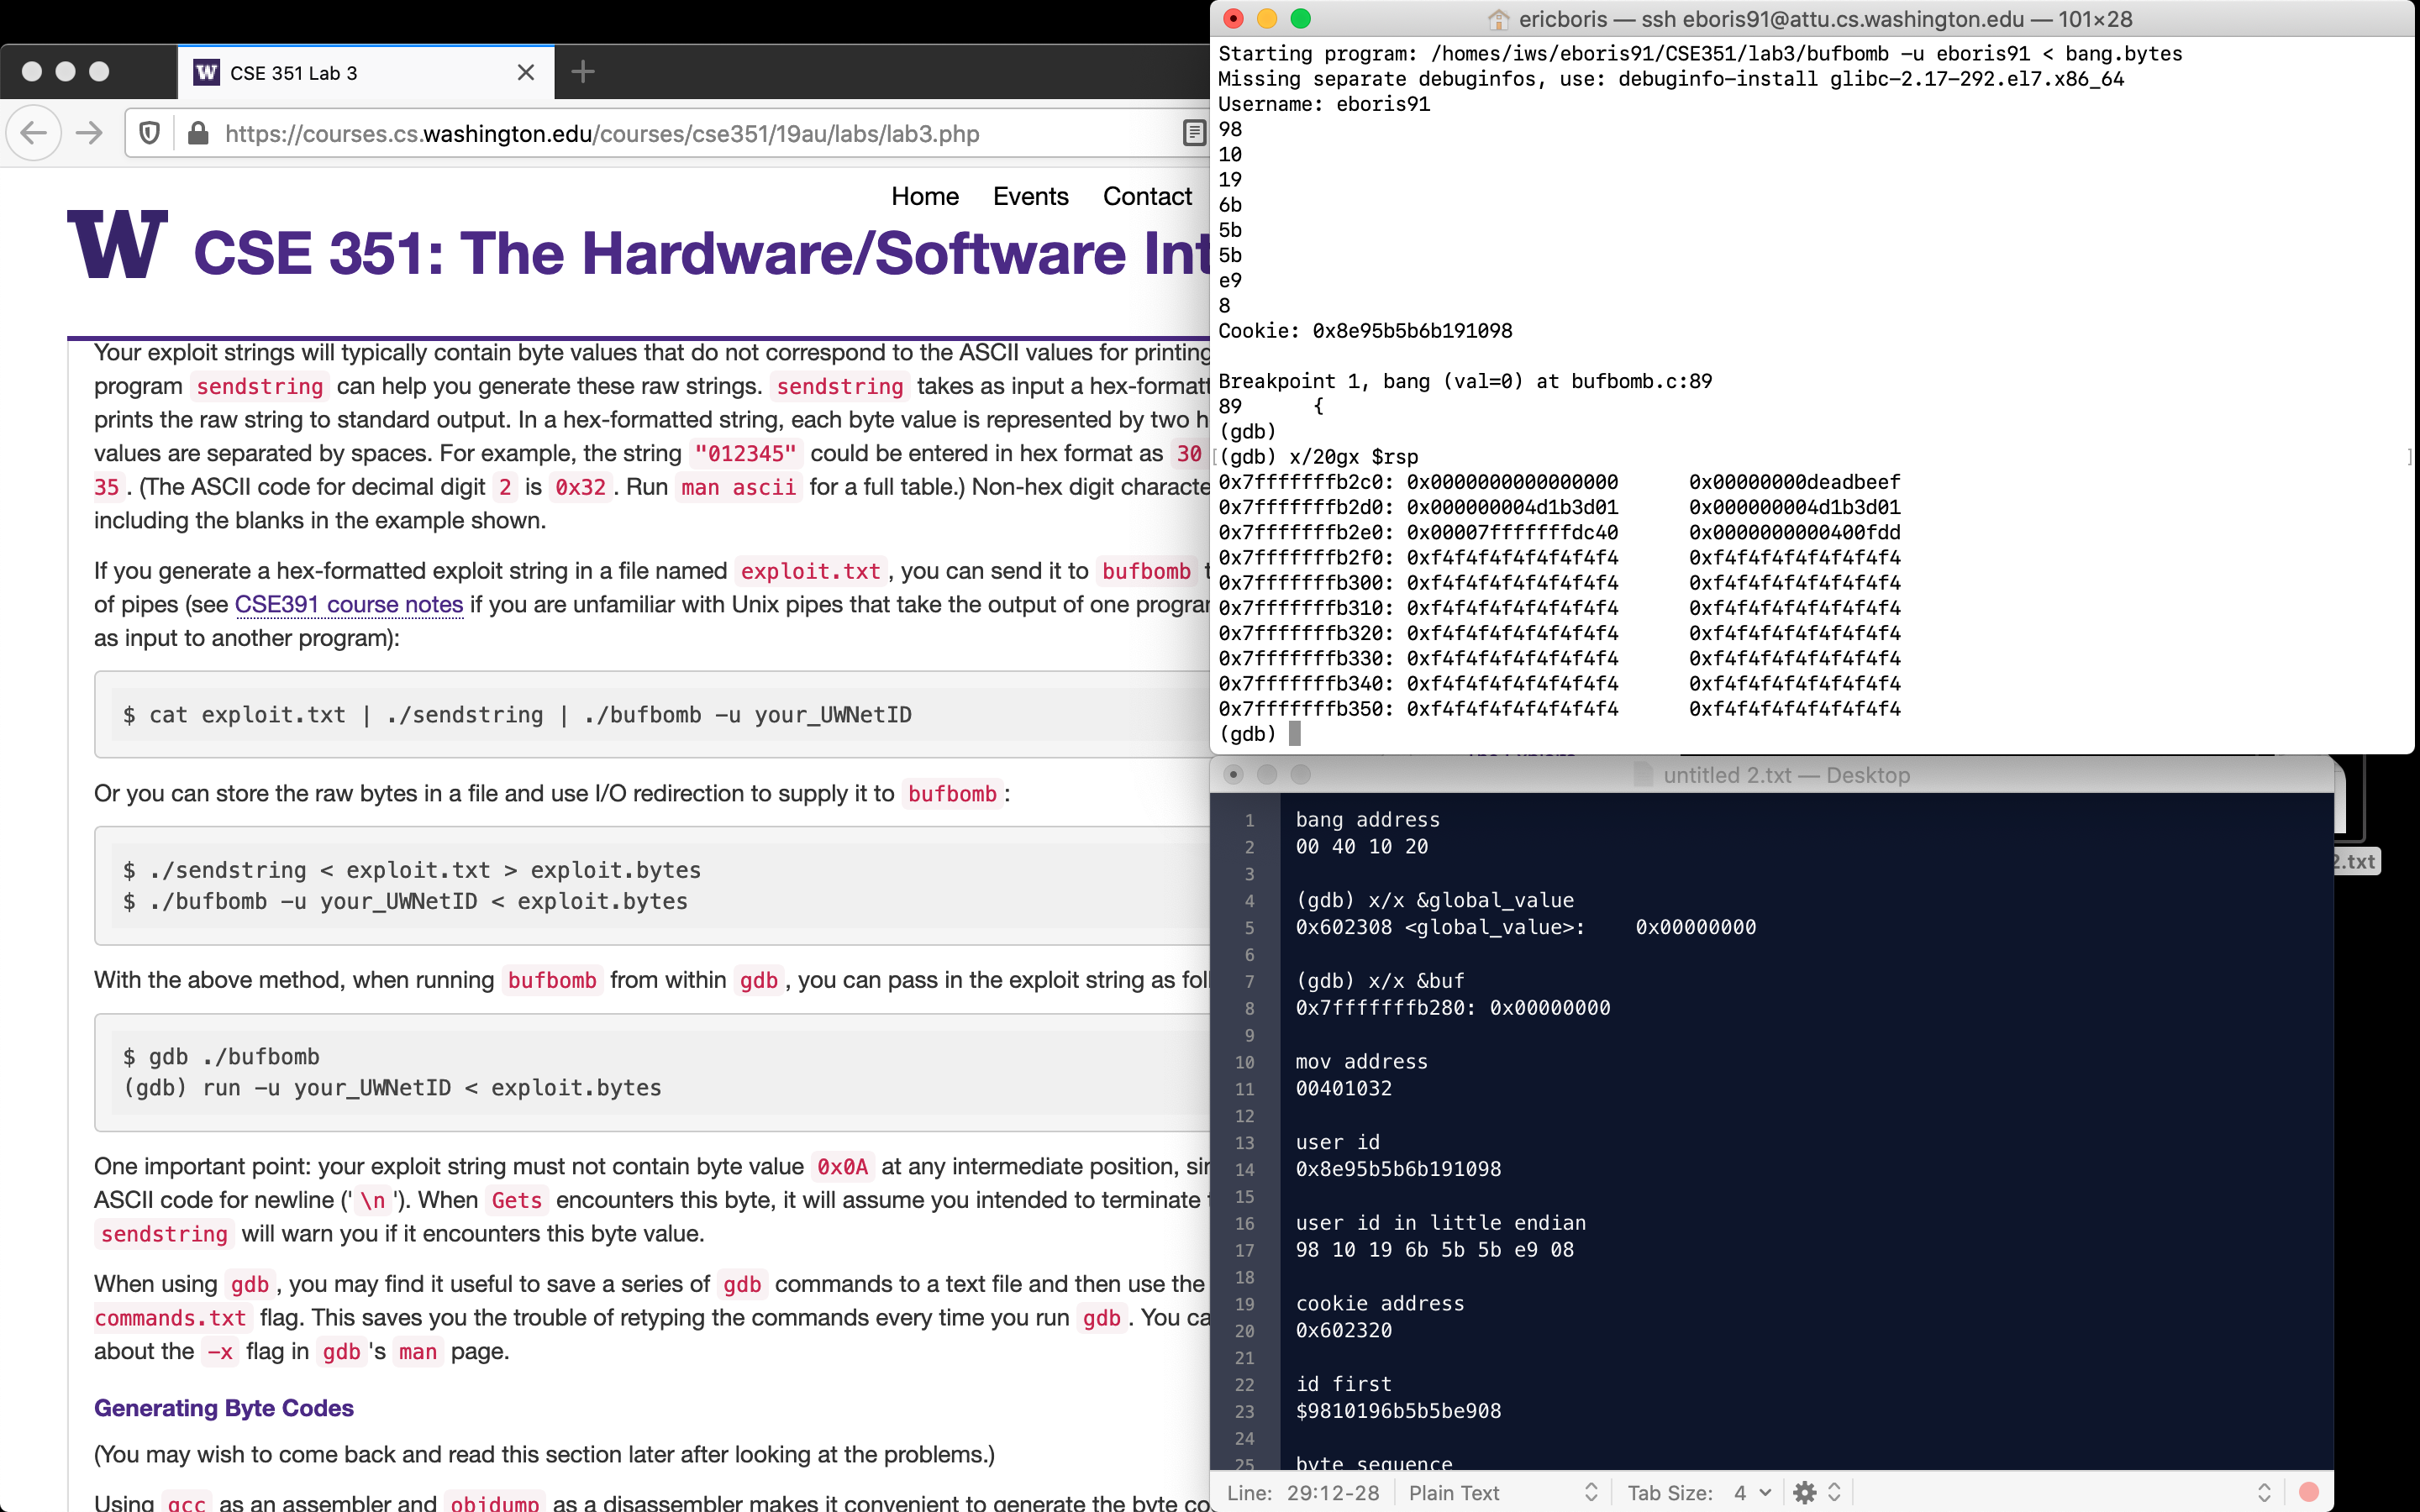 CSE 351 Lab 3
https://courses.cs.washington.edu/courses/cse351/19au/labs/lab3.php
Home Events Contact
W CSE 351: The Hardware/Software Int
Your exploit strings will typically contain byte values that do not correspond to the ASCII values for printing
program sendstring can help you generate these raw strings. sendstring takes as input a hex-formatt
prints the raw string to standard output. In a hex-formatted string, each byte value is represented by two h
values are separated by spaces. For example, the string "012345" could be entered in hex format as 30
35 . (The ASCII code for decimal digit 2 is 0x32 . Run man ascii for a full table.) Non-hex digit characte
including the blanks in the example shown.
If you generate a hex-formatted exploit string in a file named exploit.txt , you can send it to bufbomb t
of pipes (see CSE391 course notes if you are unfamiliar with Unix pipes that take the output of one progran
as input to another program):
$ cat exploit.txt | ./sendstring | ./bufbomb -u your_UWNetID
Or you can store the raw bytes in a file and use I/O redirection to supply it to bufbomb :
$ ./sendstring < exploit.txt > exploit.bytes
$ ./bufbomb -u your_UWNetID < exploit.bytes
With the above method, when running bufbomb from within gdb , you can pass in the exploit string as foll
$ gdb ./bufbomb
(gdb) run -u your_UWNetID < exploit.bytes
One important point: your exploit string must not contain byte value 0x0A at any intermediate position, sin
ASCII code for newline (' \n '). When Gets encounters this byte, it will assume you intended to terminate
sendstring will warn you if it encounters this byte value.
When using gdb , you may find it useful to save a series of gdb commands to a text file and then use the
commands.txt flag. This saves you the trouble of retyping the commands every time you run gdb . You ca
about the -x flag in gdb 's man page.
Generating Byte Codes
(You may wish to come back and read this section later after looking at the problems.)
Using gcc as an assembler and objdump as a disassembler makes it convenient to generate the byte co
ericboris — ssh eboris91@attu.cs.washington.edu — 101×28
Starting program: /homes/iws/eboris91/CSE351/lab3/bufbomb -u eboris91 < bang.bytes
Missing separate debuginfos, use: debuginfo-install glibc-2.17-292.el7.x86_64
Username: eboris91
98
10
19
6b
5b
5b
e9
8
Cookie: 0x8e95b5b6b191098
Breakpoint 1, bang (val=0) at bufbomb.c:89
89 {
(gdb)
(gdb) x/20gx $rsp
0x7fffffffb2c0: 0x0000000000000000 0x00000000deadbeef
0x7fffffffb2d0: 0x000000004d1b3d01 0x000000004d1b3d01
0x7fffffffb2e0: 0x00007fffffffdc40 0x0000000000400fdd
0x7fffffffb2f0: 0xf4f4f4f4f4f4f4f4 0xf4f4f4f4f4f4f4f4
0x7fffffffb300: 0xf4f4f4f4f4f4f4f4 0xf4f4f4f4f4f4f4f4
0x7fffffffb310: 0xf4f4f4f4f4f4f4f4 0xf4f4f4f4f4f4f4f4
0x7fffffffb320: 0xf4f4f4f4f4f4f4f4 0xf4f4f4f4f4f4f4f4
0x7fffffffb330: 0xf4f4f4f4f4f4f4f4 0xf4f4f4f4f4f4f4f4
0x7fffffffb340: 0xf4f4f4f4f4f4f4f4 0xf4f4f4f4f4f4f4f4
0x7fffffffb350: 0xf4f4f4f4f4f4f4f4 0xf4f4f4f4f4f4f4f4
(gdb)
untitled 2.txt — Desktop
2.txt
1 bang address
2 00 40 10 20
3
4 (gdb) x/x &global_value
5 0x602308 <global_value>: 0x00000000
6
7 (gdb) x/x &buf
8 0x7fffffffb280: 0x00000000
9
10 mov address
11 00401032
12
13 user id
14 0x8e95b5b6b191098
15
16 user id in little endian
17 98 10 19 6b 5b 5b e9 08
18
19 cookie address
20 0x602320
21
22 id first
23 $9810196b5b5be908
24
25 byte sequence
Line: 29:12-28 Plain Text Tab Size: 4